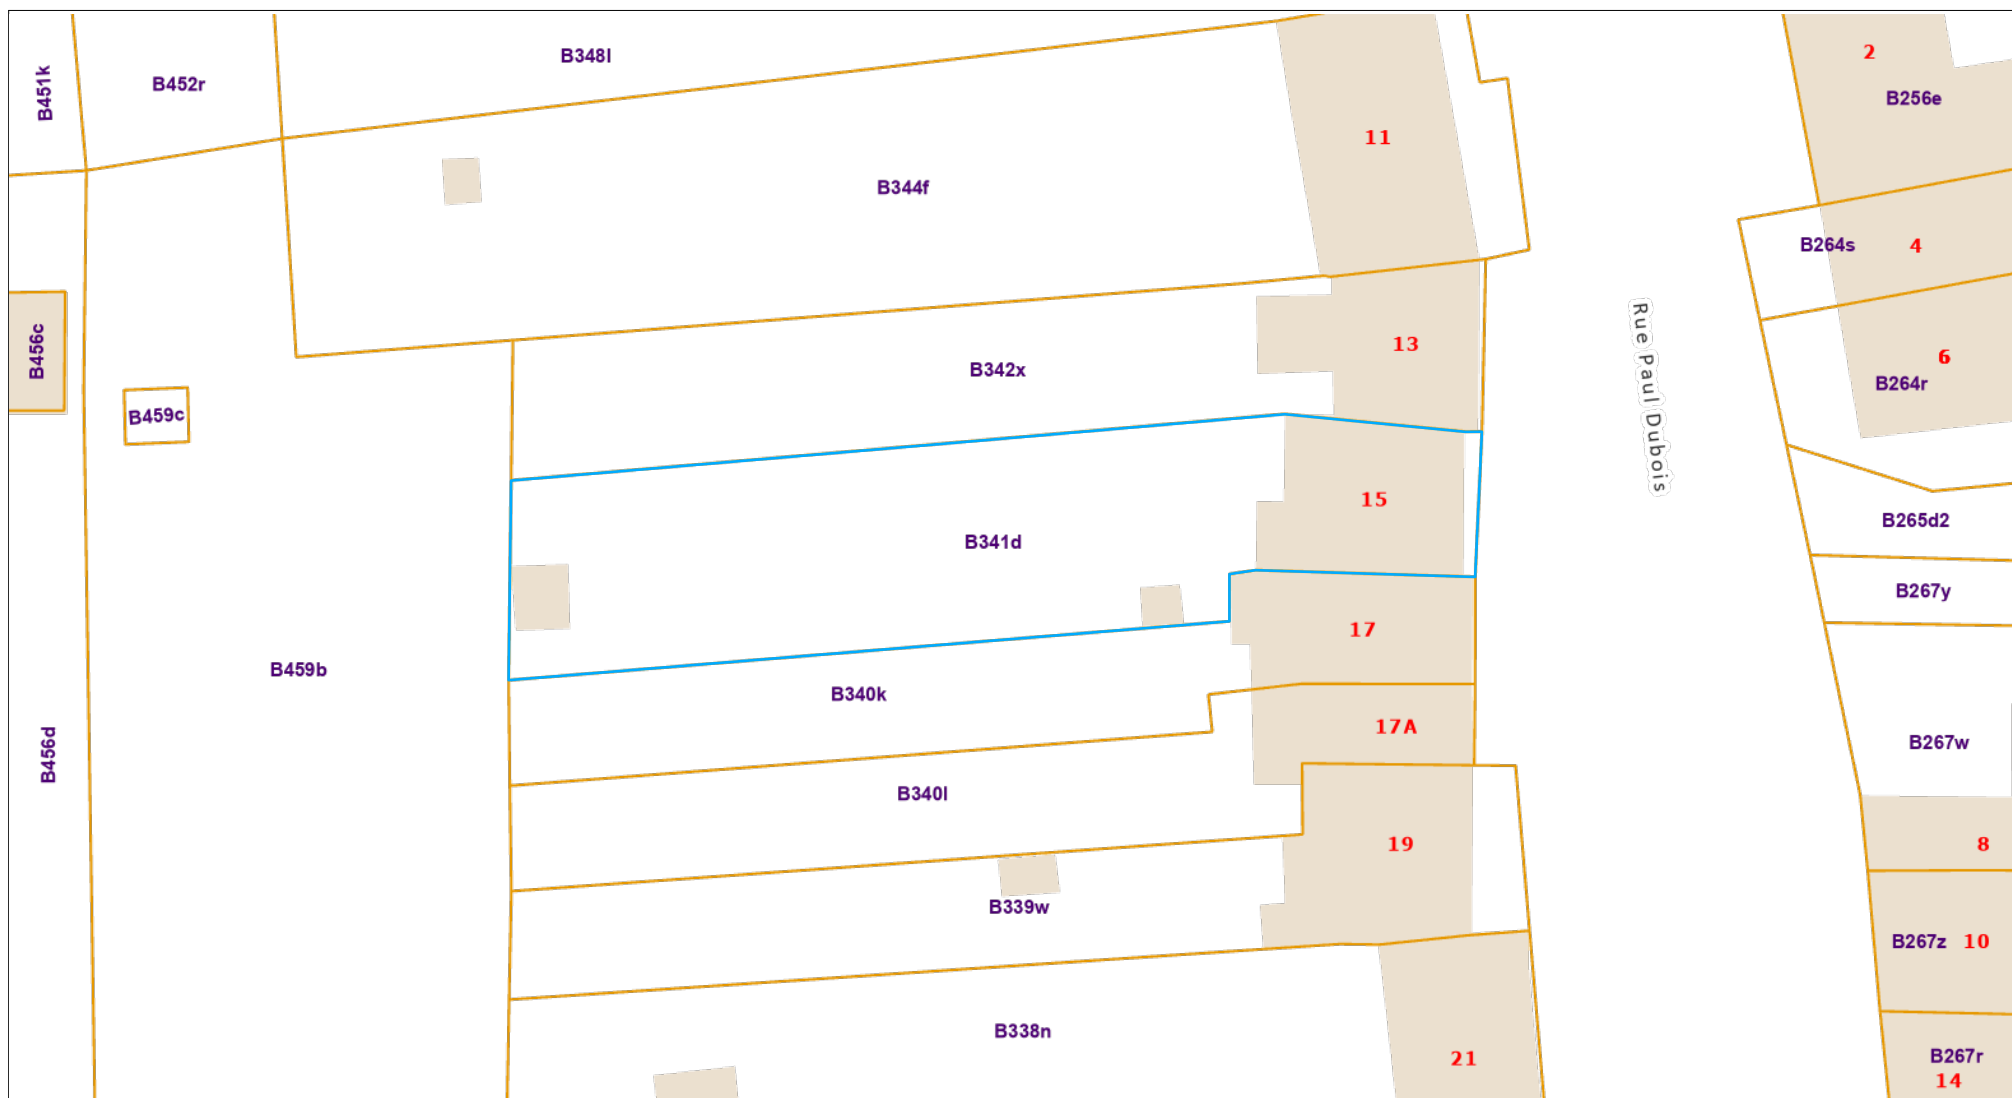 B348l
B451k
B452r
2
B256e
11
B344f
B264s
4
Rue Paul Dubois
13
B456c
6
B342x
B264r
B459c
15
B265d2
B341d
B267y
17
B459b
B340k
17A
B267w
B456d
B340l
19
8
B339w
B267z
10
B338n
21
B267r
14